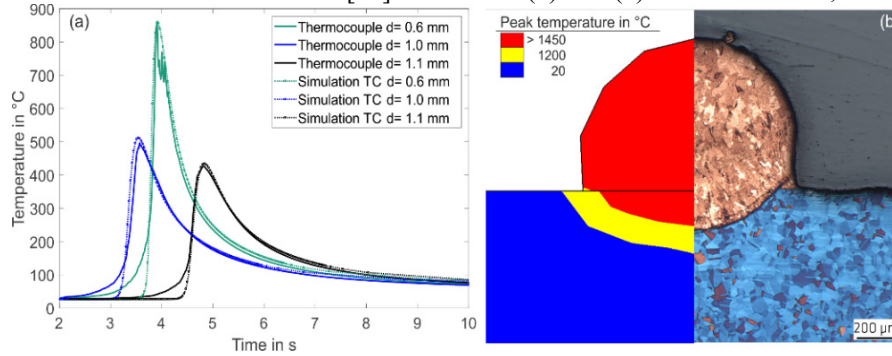 (a)
Thermocouple d= 0.6 mm
Thermocouple d= 1.0 mm
Thermocouple d= 1.1 mm
Simulation TC d= 0.6 mm
Simulation TC d= 1.0 mm
Simulation TC d= 1.1 mm
Temperature in °C
900
800
700
600
500
400
300
200
100
0
2 3 4 5 6 7 8 9 10
Time in s
Peak temperature in °C
> 1450
1200
20
(b
200 µm